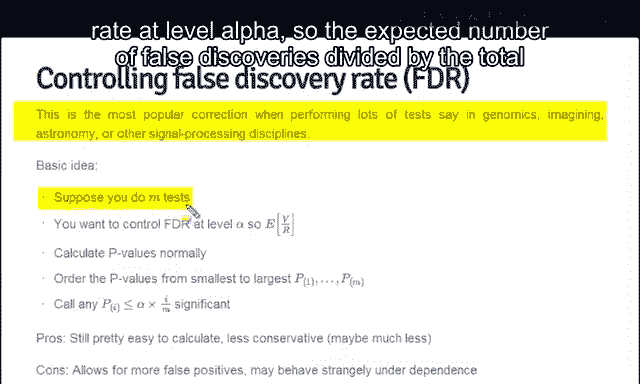 rate at level alpha, so the expected number
of false discoveries divided by the total
Controlling false discovery rate (FDR)
This is the most popular correction when performing lots of tests say in genomics, imagining,
astronomy, or other signal-processing disciplines.
Basic idea:
· Suppose you do m tests
· You want to control FDR at level α so E[V/R]
· Calculate P-values normally
· Order the P-values from smallest to largest P(1), . . . , P(m)
· Call any P(i) ≤ α × i/m significant
Pros: Still pretty easy to calculate, less conservative (maybe much less)
Cons: Allows for more false positives, may behave strangely under dependence